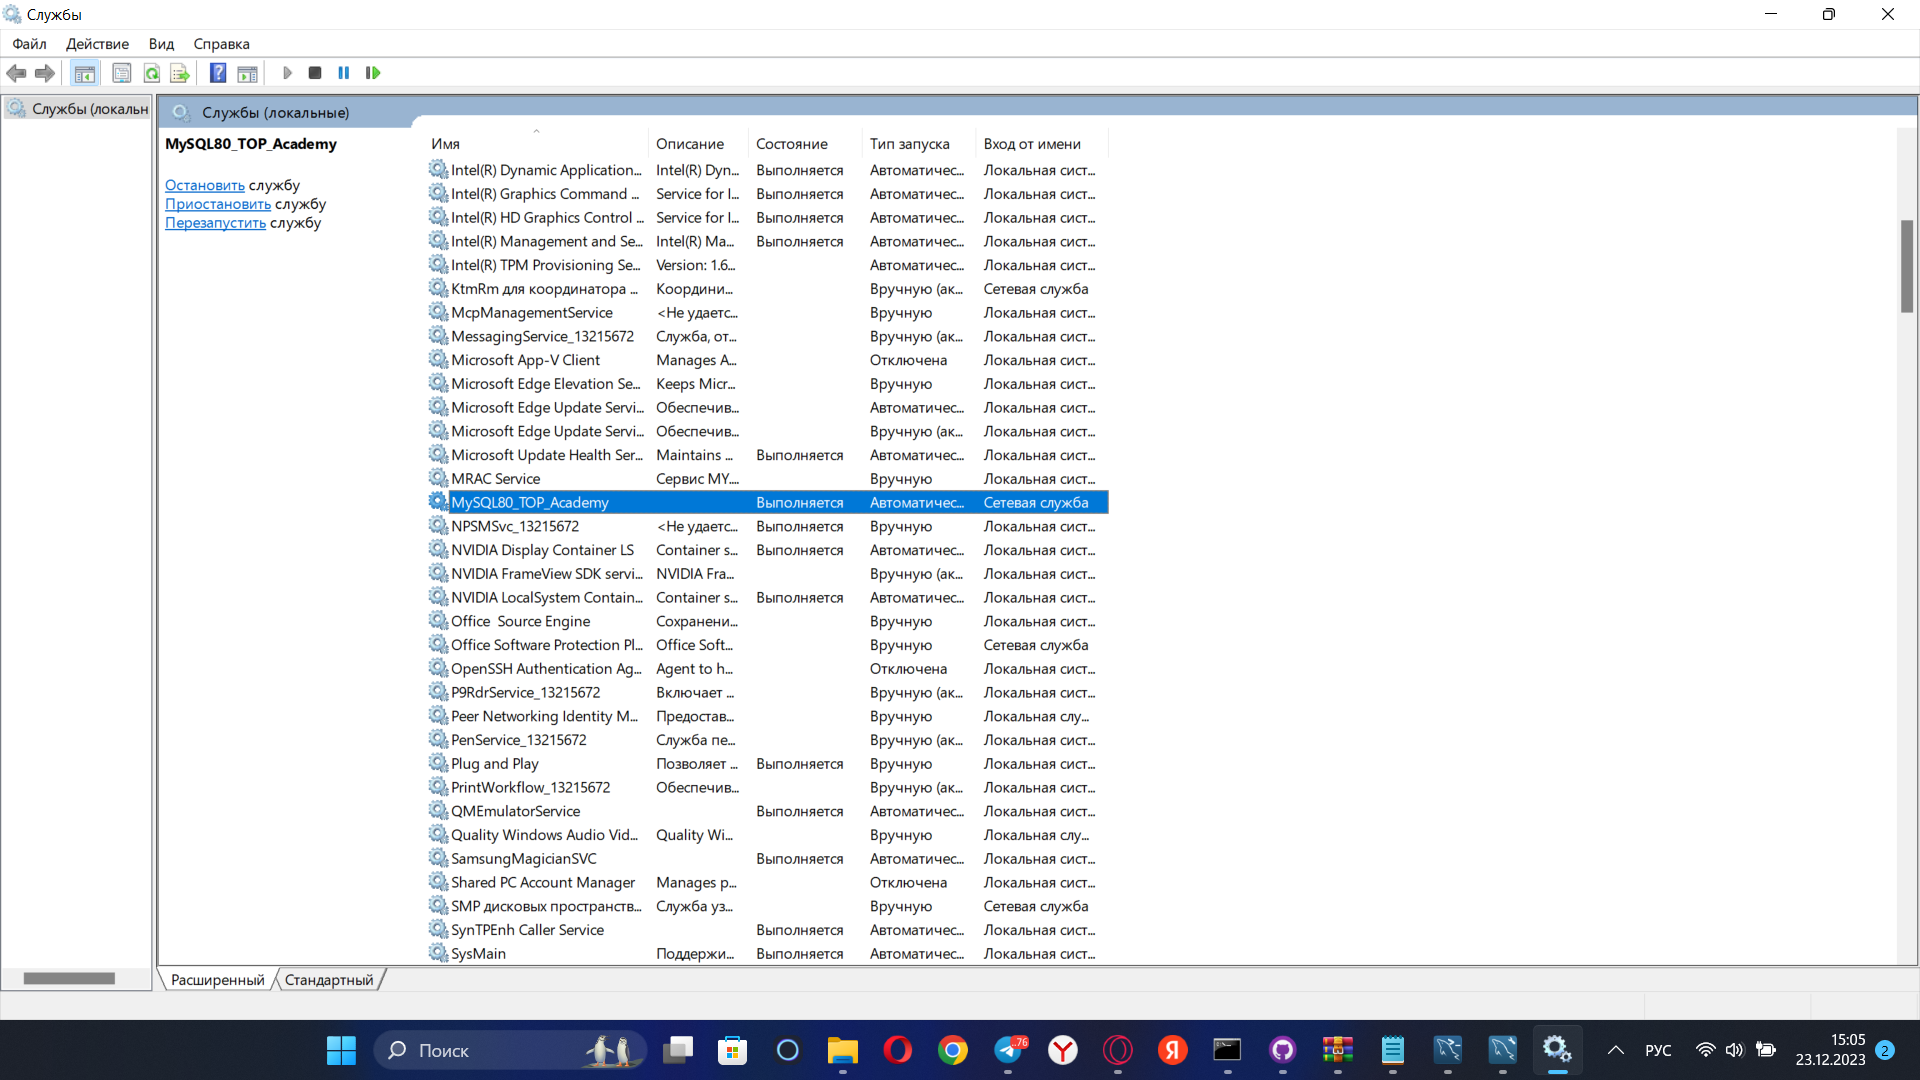 Службы
Файл Действие Вид Справка
Службы (локальн
Службы (локальные)
MySQL80_TOP_Academy
Остановить службу
Приостановить службу
Перезапустить службу
Имя Описание Состояние Тип запуска Вход от имени
Intel(R) Dynamic Application... Intel(R) Dyn... Выполняется Автоматичес... Локальная сист...
Intel(R) Graphics Command ... Service for I... Выполняется Автоматичес... Локальная сист...
Intel(R) HD Graphics Control ... Service for I... Выполняется Автоматичес... Локальная сист...
Intel(R) Management and Se... Intel(R) Ma... Выполняется Автоматичес... Локальная сист...
Intel(R) TPM Provisioning Se... Version: 1.6... Автоматичес... Локальная сист...
KtmRm для координатора ... Координи... Вручную (ак... Сетевая служба
McpManagementService <Не удаетс... Вручную Локальная сист...
MessagingService_13215672 Служба, от... Вручную (ак... Локальная сист...
Microsoft App-V Client Manages A... Отключена Локальная сист...
Microsoft Edge Elevation Se... Keeps Micr... Вручную Локальная сист...
Microsoft Edge Update Servi... Обеспечив... Автоматичес... Локальная сист...
Microsoft Edge Update Servi... Обеспечив... Вручную (ак... Локальная сист...
Microsoft Update Health Ser... Maintains ... Выполняется Автоматичес... Локальная сист...
MRAC Service Сервис MY.... Вручную Локальная сист...
MySQL80_TOP_Academy Выполняется Автоматичес... Сетевая служба
NPSMSvc_13215672 <Не удаетс... Выполняется Вручную Локальная сист...
NVIDIA Display Container LS Container s... Выполняется Автоматичес... Локальная сист...
NVIDIA FrameView SDK servi... NVIDIA Fra... Вручную (ак... Локальная сист...
NVIDIA LocalSystem Contain... Container s... Выполняется Автоматичес... Локальная сист...
Office  Source Engine Сохранени... Вручную Локальная сист...
Office Software Protection Pl... Office Soft... Вручную Сетевая служба
OpenSSH Authentication Ag... Agent to h... Отключена Локальная сист...
P9RdrService_13215672 Включает ... Вручную (ак... Локальная сист...
Peer Networking Identity M... Предостав... Вручную Локальная слу...
PenService_13215672 Служба пе... Вручную (ак... Локальная сист...
Plug and Play Позволяет ... Выполняется Вручную Локальная сист...
PrintWorkflow_13215672 Обеспечив... Вручную (ак... Локальная сист...
QMEmulatorService Выполняется Автоматичес... Локальная сист...
Quality Windows Audio Vid... Quality Wi... Вручную Локальная слу...
SamsungMagicianSVC Выполняется Автоматичес... Локальная сист...
Shared PC Account Manager Manages p... Отключена Локальная сист...
SMP дисковых пространств... Служба уз... Вручную Сетевая служба
SynTPEnh Caller Service Выполняется Автоматичес... Локальная сист...
SysMain Поддержи... Выполняется Автоматичес... Локальная сист...
Расширенный Стандартный
Поиск ..76 РУС 15:05
23.12.2023 2